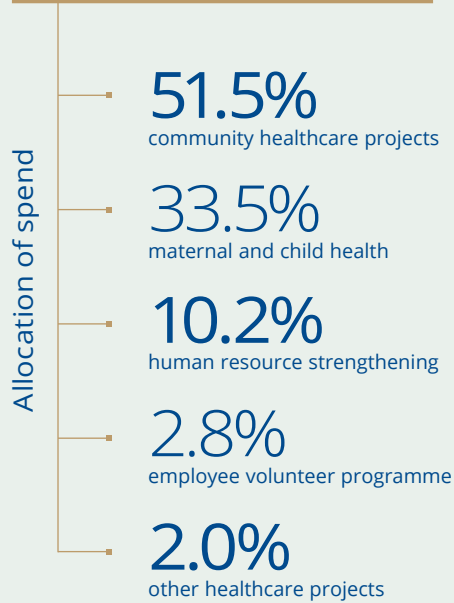 Allocation of spend
51.5%
community healthcare projects
33.5%
maternal and child health
10.2%
human resource strengthening
2.8%
employee volunteer programme
2.0%
other healthcare projects